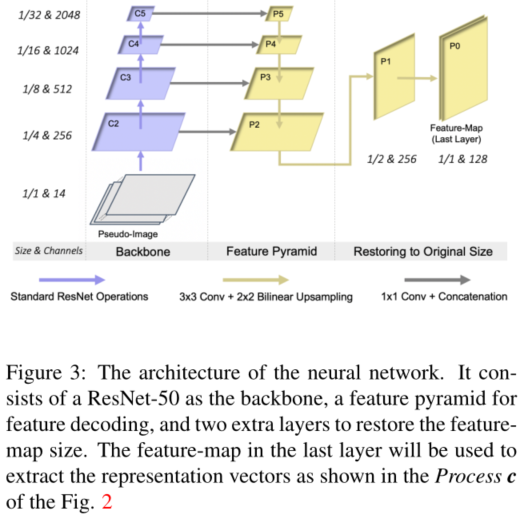 1/32 & 2048
C5
P5
1/16 & 1024
C4
P4
P1
P0
1/8 & 512
C3
P3
1/4 & 256
C2
P2
Feature-Map
(Last Layer)
1/2 & 256
1/1 & 128
1/1 & 14
Pseudo-Image
Size & Channels
Backbone
Feature Pyramid
Restoring to Original Size
Standard ResNet Operations
3x3 Conv + 2x2 Bilinear Upsampling
1x1 Conv + Concatenation
Figure 3: The architecture of the neural network. It con-
sists of a ResNet-50 as the backbone, a feature pyramid for
feature decoding, and two extra layers to restore the feature-
map size. The feature-map in the last layer will be used to
extract the representation vectors as shown in the Process c
of the Fig. 2